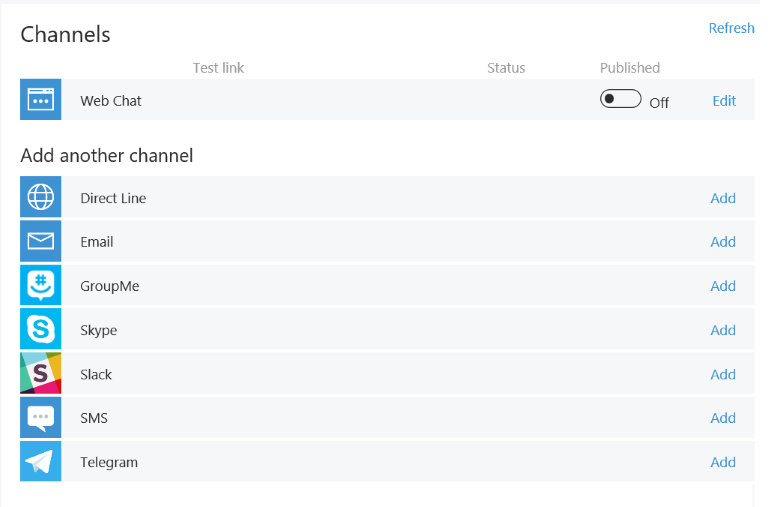 Channels
Refresh
Test link Status Published
Web Chat Off Edit
Add another channel
Direct Line Add
Email Add
GroupMe Add
Skype Add
Slack Add
SMS Add
Telegram Add